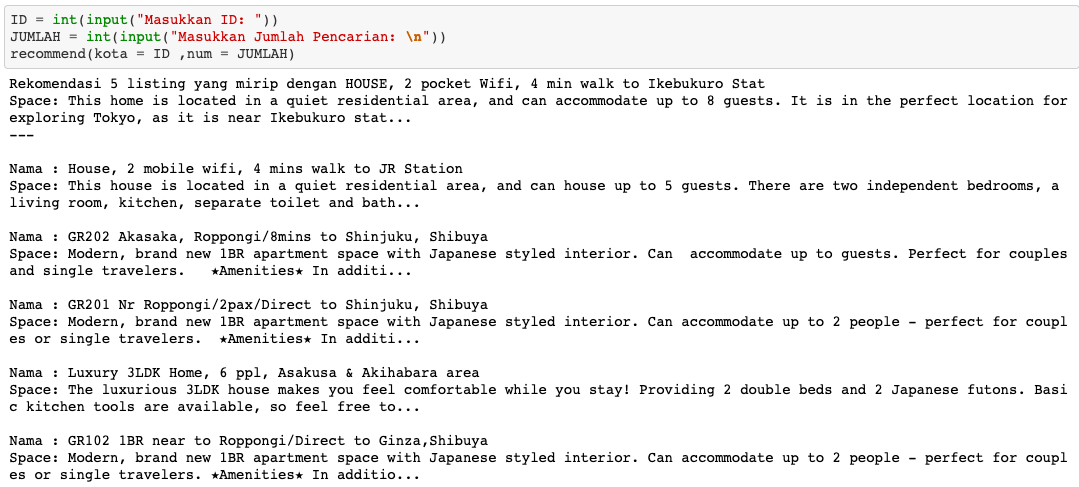 ID = int(input("Masukkan ID: "))
JUMLAH = int(input("Masukkan Jumlah Pencarian: \n"))
recommend(kota = ID ,num = JUMLAH)
Rekomendasi 5 listing yang mirip dengan HOUSE, 2 pocket Wifi, 4 min walk to Ikebukuro Stat
Space: This home is located in a quiet residential area, and can accommodate up to 8 guests. It is in the perfect location for
exploring Tokyo, as it is near Ikebukuro stat...
---
Nama : House, 2 mobile wifi, 4 mins walk to JR Station
Space: This house is located in a quiet residential area, and can house up to 5 guests. There are two independent bedrooms, a
living room, kitchen, separate toilet and bath...
Nama : GR202 Akasaka, Roppongi/8mins to Shinjuku, Shibuya
Space: Modern, brand new 1BR apartment space with Japanese styled interior. Can  accommodate up to guests. Perfect for couples
and single travelers.   ★Amenities★ In additi...
Nama : GR201 Nr Roppongi/2pax/Direct to Shinjuku, Shibuya
Space: Modern, brand new 1BR apartment space with Japanese styled interior. Can accommodate up to 2 people - perfect for coupl
es or single travelers.  ★Amenities★ In additi...
Nama : Luxury 3LDK Home, 6 ppl, Asakusa & Akihabara area
Space: The luxurious 3LDK house makes you feel comfortable while you stay! Providing 2 double beds and 2 Japanese futons. Basi
c kitchen tools are available, so feel free to...
Nama : GR102 1BR near to Roppongi/Direct to Ginza,Shibuya
Space: Modern, brand new 1BR apartment space with Japanese styled interior. Can accommodate up to 2 people - perfect for coupl
es or single travelers. ★Amenities★ In additio...